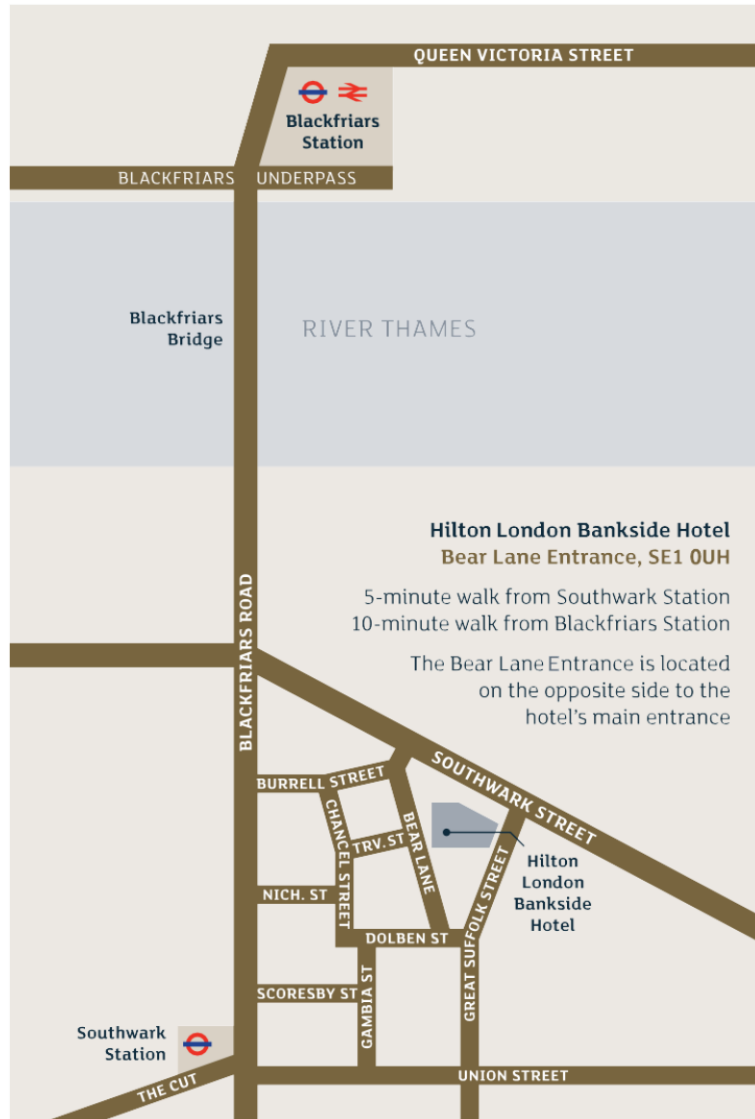 QUEEN VICTORIA STREET
Blackfriars
Station
BLACKFRIARS UNDERPASS
Blackfriars
Bridge
RIVER THAMES
Hilton London Bankside Hotel
Bear Lane Entrance, SE1 0UH
5-minute walk from Southwark Station
10-minute walk from Blackfriars Station
The Bear Lane Entrance is located
on the opposite side to the
hotel's main entrance
BLACKFRIARS ROAD
SOUTHWARK STREET
BURRELL STREET
CHANCEL STREET
BEAR LANE
TRV. ST
Hilton
London
Bankside
Hotel
NICH. ST
GREAT SUFFOLK STREET
DOLBEN ST
GAMBIA ST
SCORESBY ST
Southwark
Station
THE CUT
UNION STREET